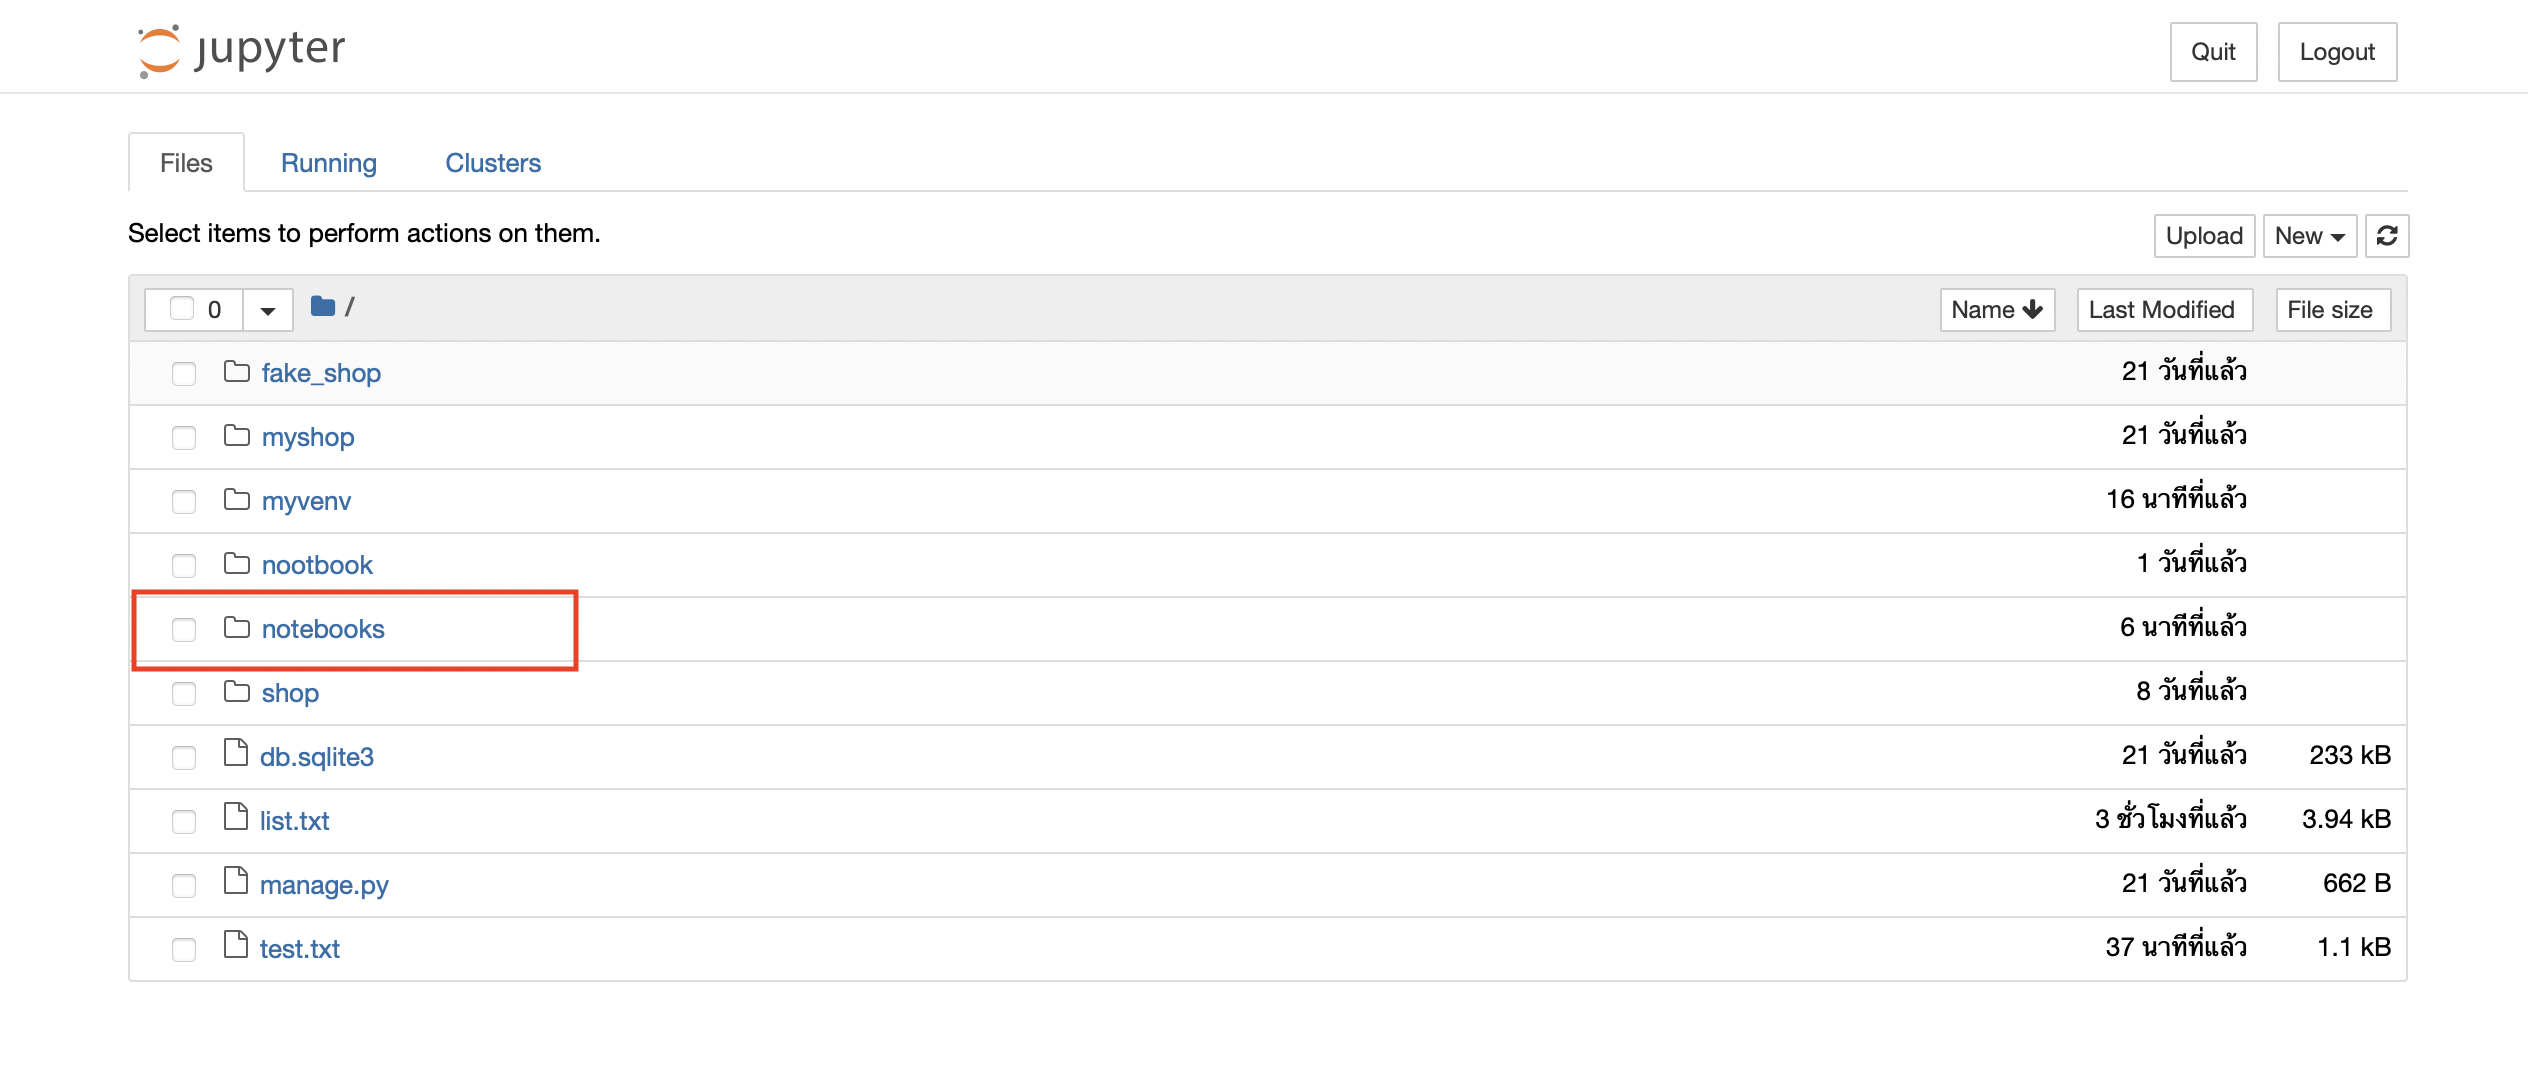 jupyter
Quit Logout
Files Running Clusters
Select items to perform actions on them.
Upload New
0 / Name Last Modified File size
fake_shop 21 วันที่แล้ว
myshop 21 วันที่แล้ว
myvenv 16 นาทีที่แล้ว
nootbook 1 วันที่แล้ว
notebooks 6 นาทีที่แล้ว
shop 8 วันที่แล้ว
db.sqlite3 21 วันที่แล้ว 233 kB
list.txt 3 ชั่วโมงที่แล้ว 3.94 kB
manage.py 21 วันที่แล้ว 662 B
test.txt 37 นาทีที่แล้ว 1.1 kB